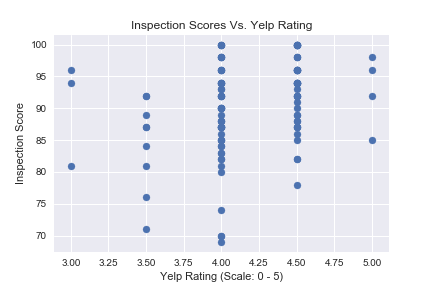 Inspection Scores Vs. Yelp Rating
100
95
90
85
80
75
70
Inspection Score
3.00 3.25 3.50 3.75 4.00 4.25 4.50 4.75 5.00
Yelp Rating (Scale: 0 - 5)